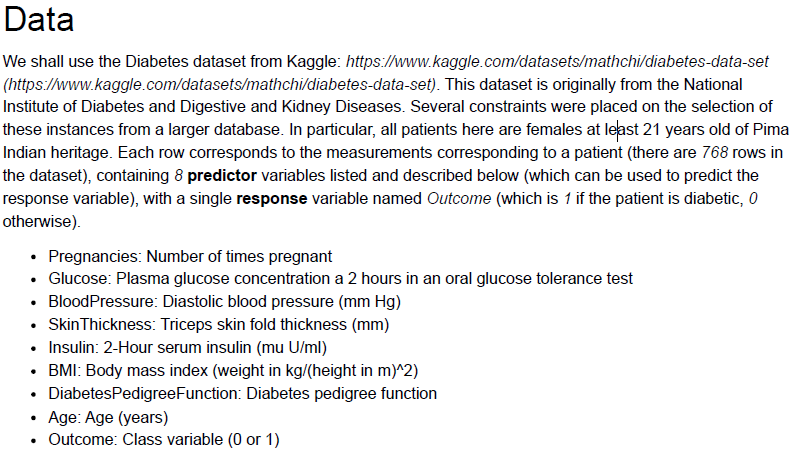 Data
We shall use the Diabetes dataset from Kaggle: https://www.kaggle.com/datasets/mathchi/diabetes-data-set
(https://www.kaggle.com/datasets/mathchi/diabetes-data-set). This dataset is originally from the National
Institute of Diabetes and Digestive and Kidney Diseases. Several constraints were placed on the selection of
these instances from a larger database. In particular, all patients here are females at least 21 years old of Pima
Indian heritage. Each row corresponds to the measurements corresponding to a patient (there are 768 rows in
the dataset), containing 8 predictor variables listed and described below (which can be used to predict the
response variable), with a single response variable named Outcome (which is 1 if the patient is diabetic, 0
otherwise).
• Pregnancies: Number of times pregnant
• Glucose: Plasma glucose concentration a 2 hours in an oral glucose tolerance test
• BloodPressure: Diastolic blood pressure (mm Hg)
• SkinThickness: Triceps skin fold thickness (mm)
• Insulin: 2-Hour serum insulin (mu U/ml)
• BMI: Body mass index (weight in kg/(height in m)^2)
• DiabetesPedigreeFunction: Diabetes pedigree function
• Age: Age (years)
• Outcome: Class variable (0 or 1)